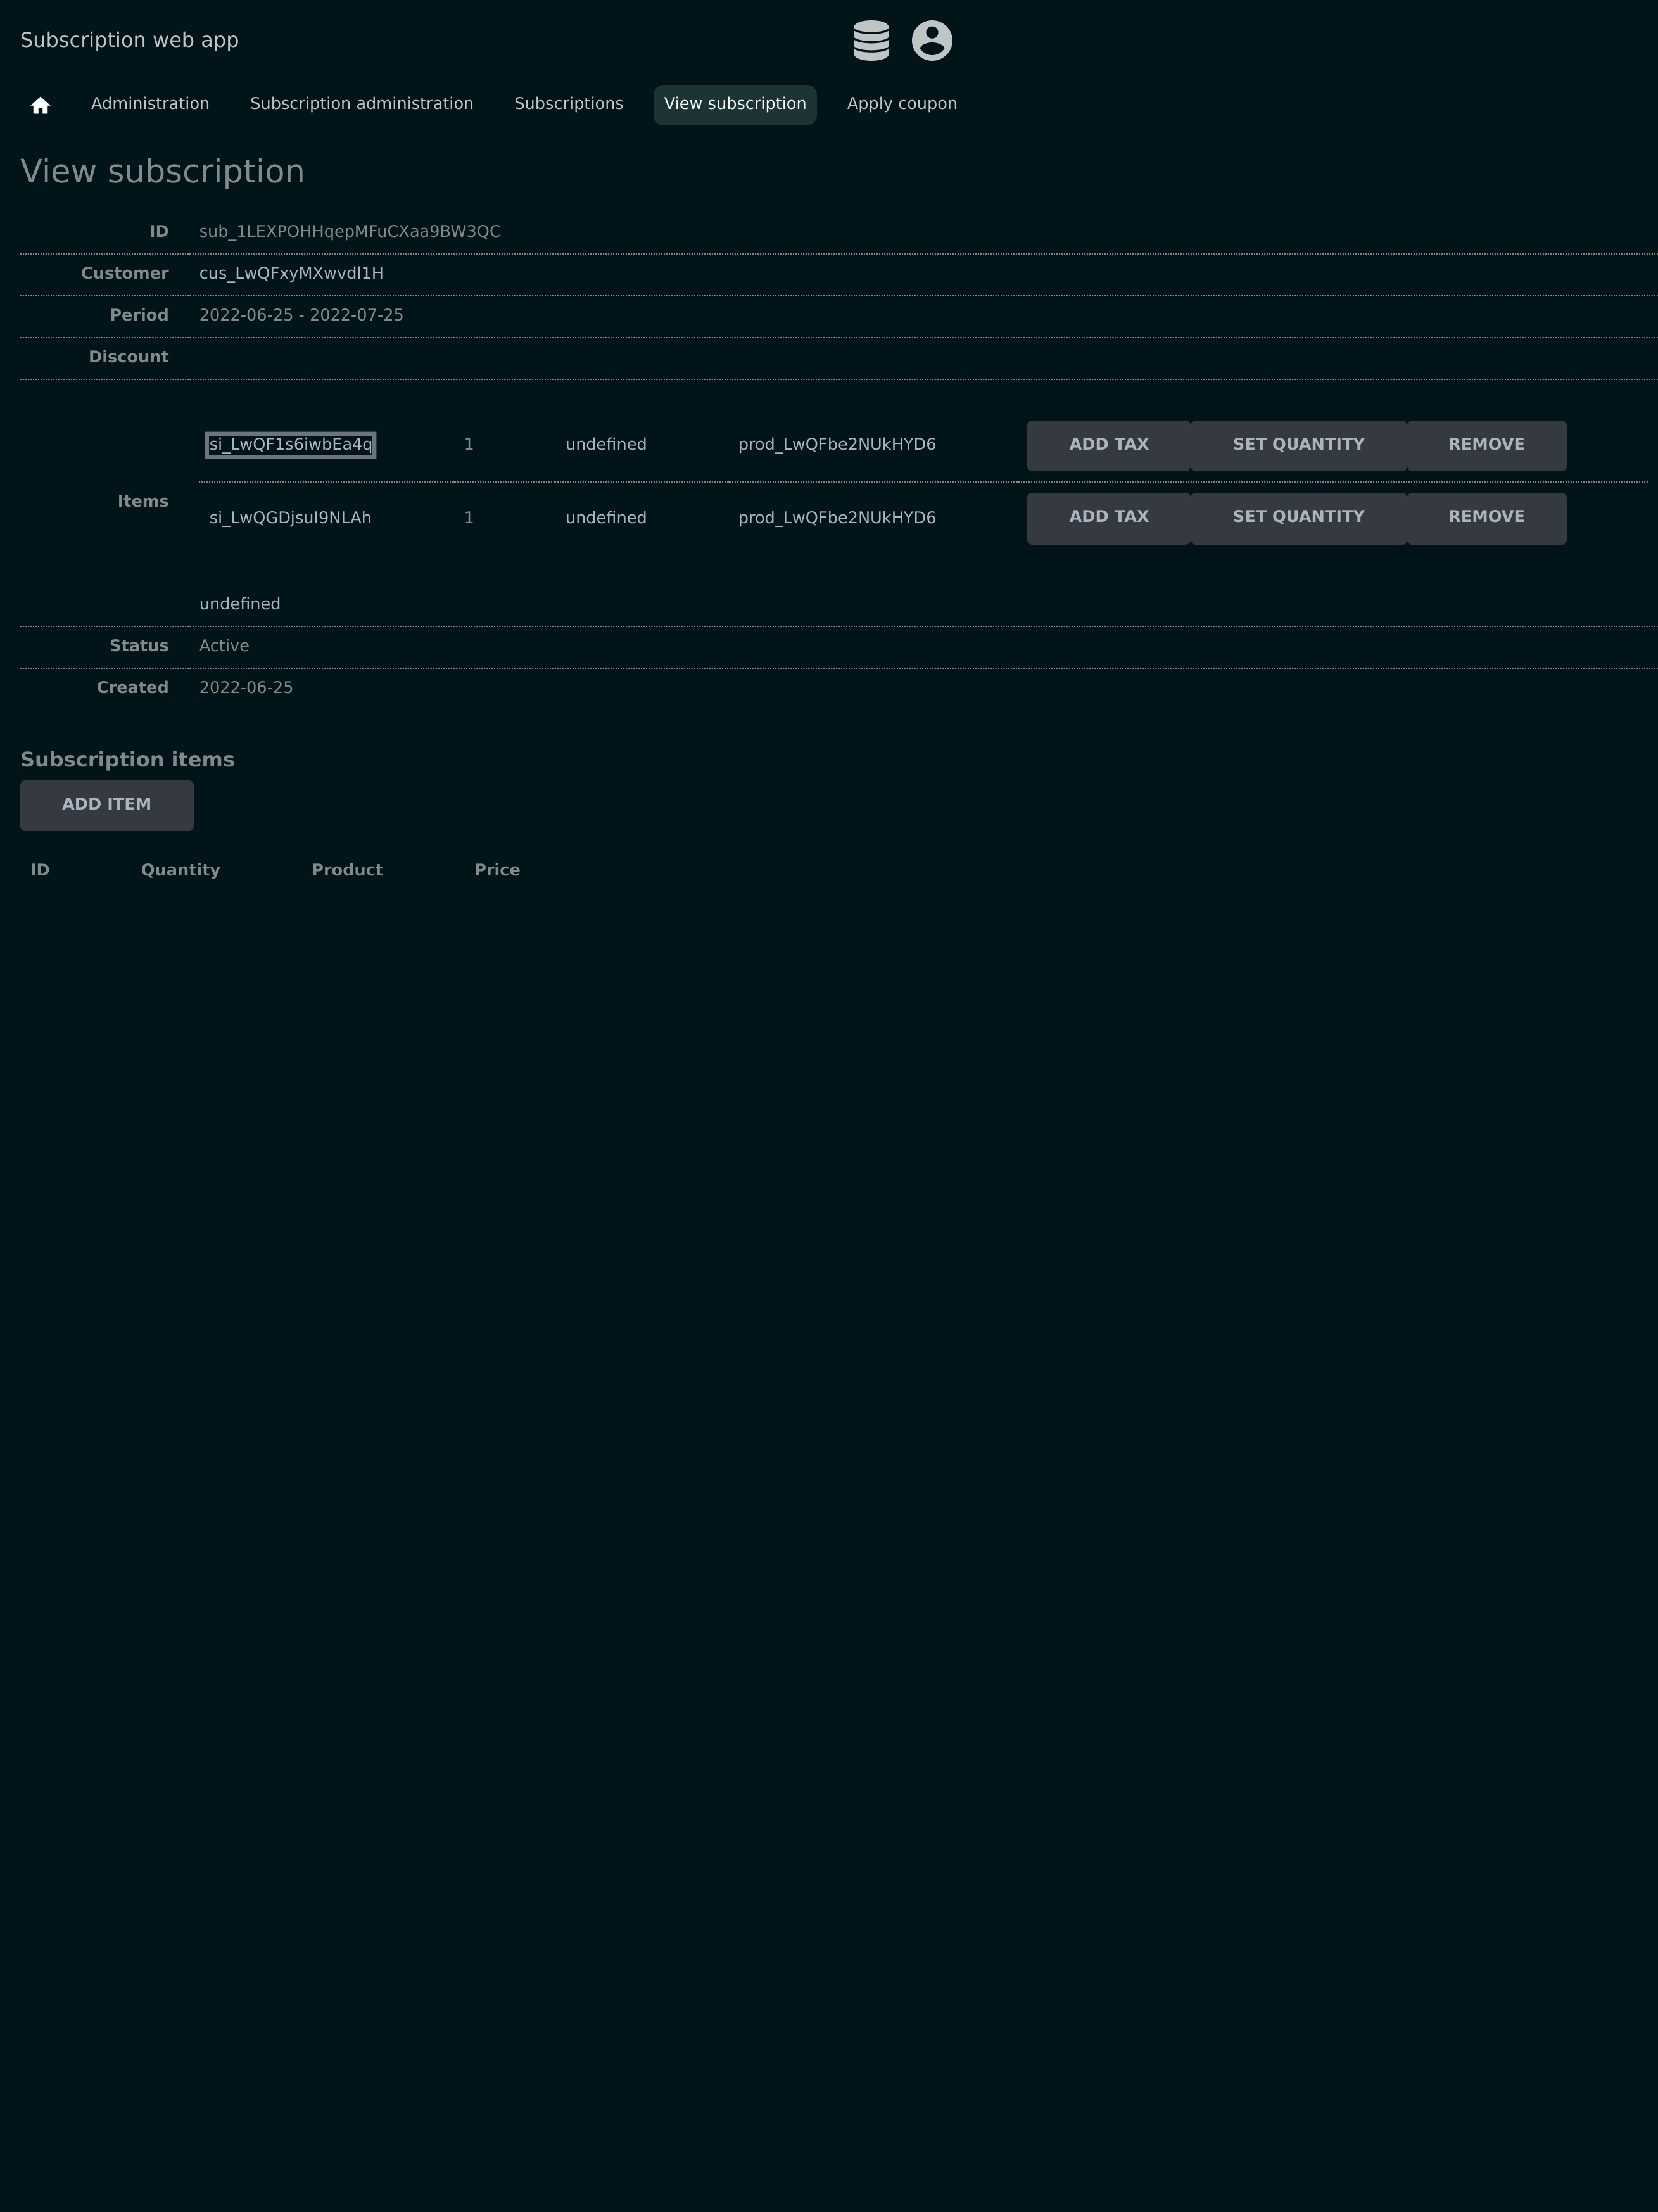 Subscription web app
Administration Subscription administration Subscriptions View subscription Apply coupon
View subscription
ID sub_1LEXPOHHqepMFuCXaa9BW3QC
Customer cus_LwQFxyMXwvdl1H
Period 2022-06-25 - 2022-07-25
Discount
si_LwQF1s6iwbEa4q 1 undefined prod_LwQFbe2NUkHYD6 ADD TAX SET QUANTITY REMOVE
Items
si_LwQGDjsuI9NLAh 1 undefined prod_LwQFbe2NUkHYD6 ADD TAX SET QUANTITY REMOVE
undefined
Status Active
Created 2022-06-25
Subscription items
ADD ITEM
ID Quantity Product Price